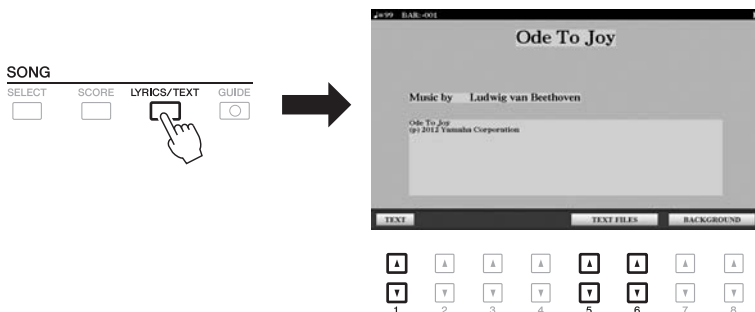 SONG
SELECT SCORE LYRICS/TEXT GUIDE
♩=99 BAR:-001
Ode To Joy
Music by Ludwig van Beethoven
Ode To Joy
(p) 2012 Yamaha Corporation
TEXT TEXT FILES BACKGROUND
1 2 3 4 5 6 7 8